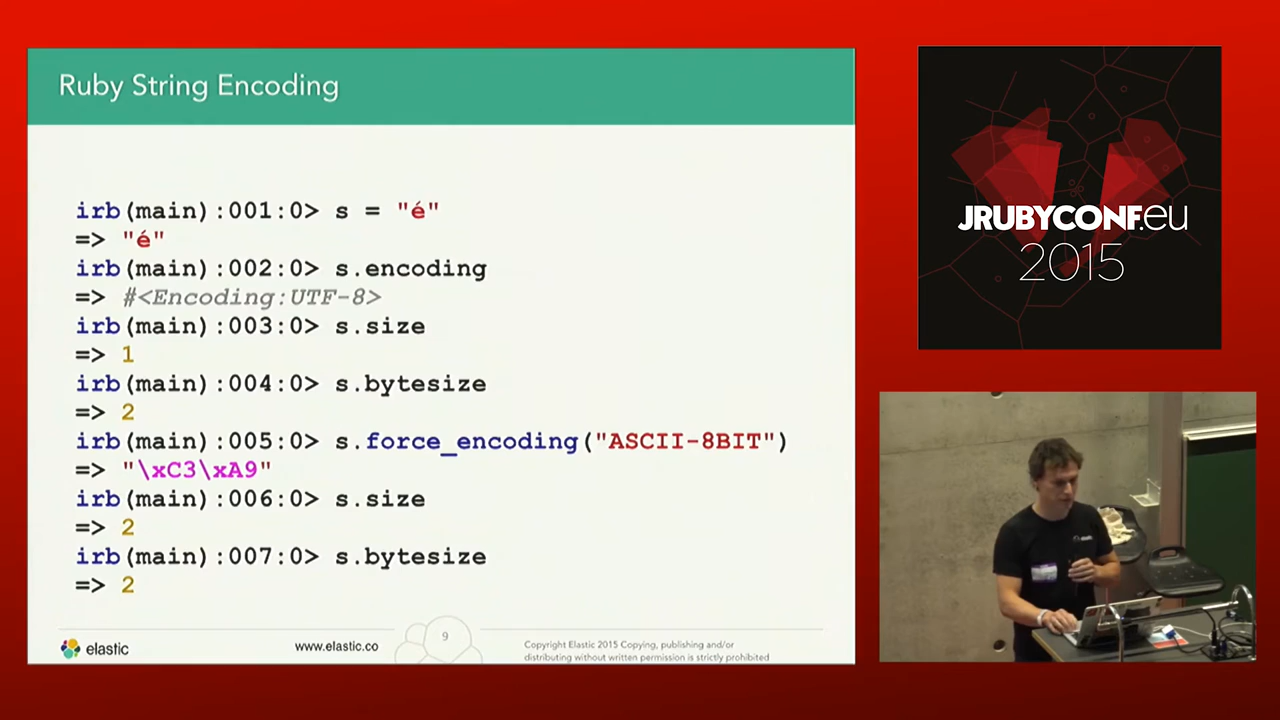 Ruby String Encoding
irb(main):001:0> s = "é"
=> "é"
irb(main):002:0> s.encoding
=> #<Encoding:UTF-8>
irb(main):003:0> s.size
=> 1
irb(main):004:0> s.bytesize
=> 2
irb(main):005:0> s.force_encoding("ASCII-8BIT")
=> "\xC3\xA9"
irb(main):006:0> s.size
=> 2
irb(main):007:0> s.bytesize
=> 2
elastic
www.elastic.co
9
Copyright Elastic 2015 Copying, publishing and/or
distributing without written permission is strictly prohibited
JRUBYCONF.eu
2015
elastic